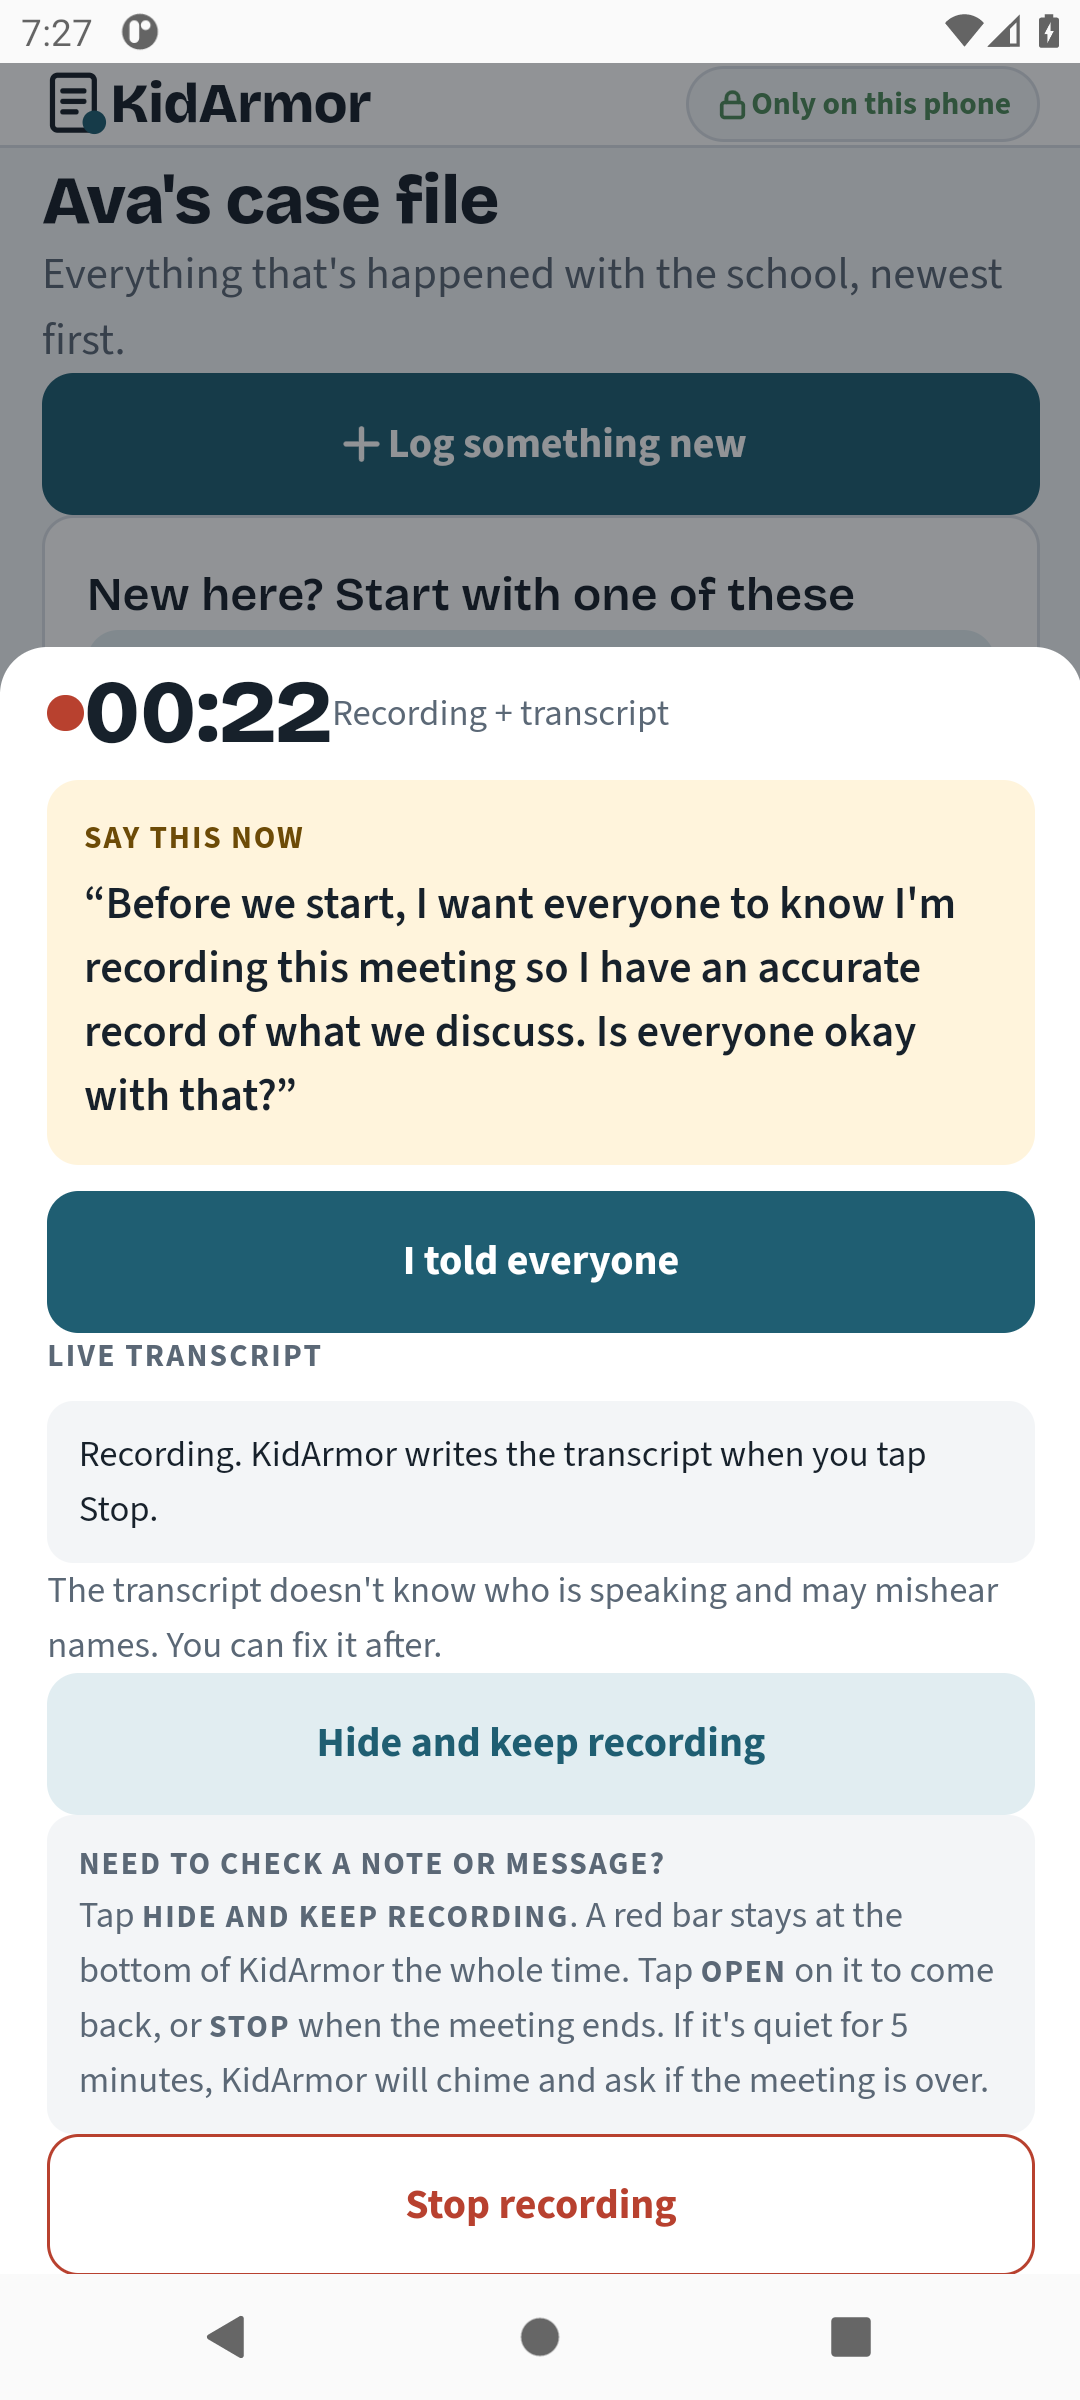 7:27
KidArmor
Only on this phone
Ava's case file
Everything that's happened with the school, newest
first.
Log something new
New here? Start with one of these
00:22 Recording + transcript
SAY THIS NOW
“Before we start, I want everyone to know I'm
recording this meeting so I have an accurate
record of what we discuss. Is everyone okay
with that?”
I told everyone
LIVE TRANSCRIPT
Recording. KidArmor writes the transcript when you tap
Stop.
The transcript doesn't know who is speaking and may mishear
names. You can fix it after.
Hide and keep recording
NEED TO CHECK A NOTE OR MESSAGE?
Tap HIDE AND KEEP RECORDING. A red bar stays at the
bottom of KidArmor the whole time. Tap OPEN on it to come
back, or STOP when the meeting ends. If it's quiet for 5
minutes, KidArmor will chime and ask if the meeting is over.
Stop recording